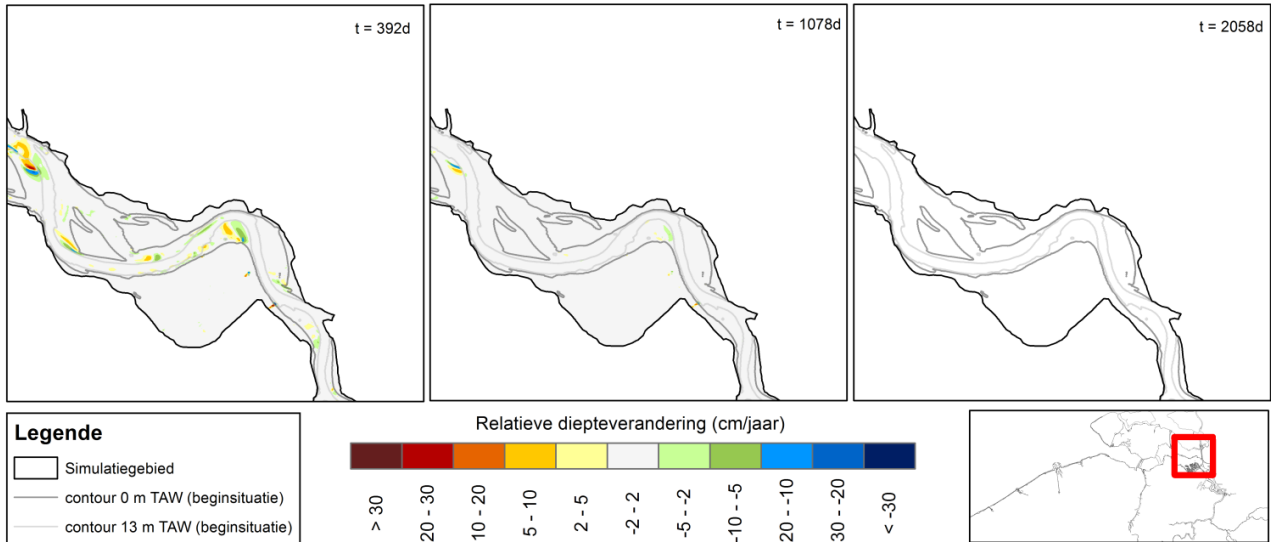 t = 392d
t = 1078d
t = 2058d
Legende
Simulatiegebied
contour 0 m TAW (beginsituatie)
contour 13 m TAW (beginsituatie)
Relatieve diepteverandering (cm/jaar)
> 30
20 - 30
10 - 20
5 - 10
2 - 5
-2 - 2
-5 - -2
-10 - -5
20 - -10
30 - -20
< -30